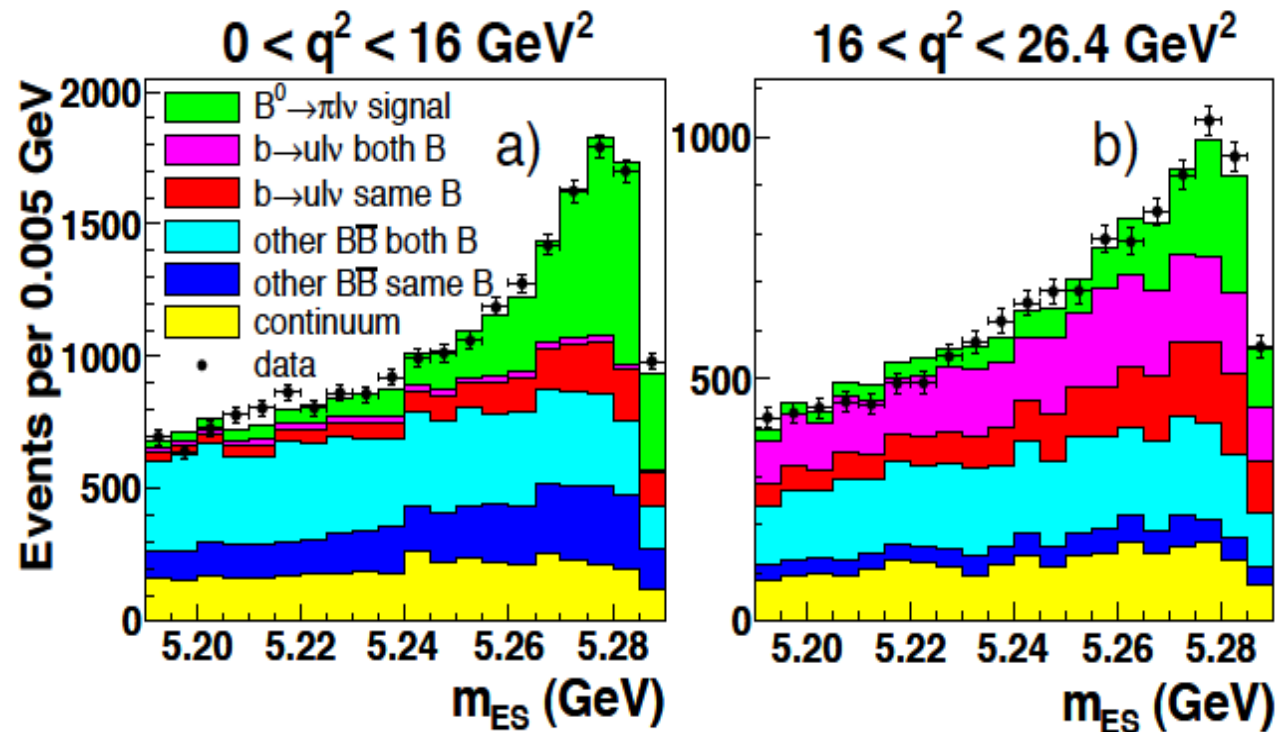 0 < q² < 16 GeV²
16 < q² < 26.4 GeV²
Events per 0.005 GeV
2000
1500
1000
500
0
B⁰→πlν signal
b→ulν both B
b→ulν same B
other BB̅ both B
other BB̅ same B
continuum
data
a)
5.20 5.22 5.24 5.26 5.28
m_ES (GeV)
1000
500
0
b)
5.20 5.22 5.24 5.26 5.28
m_ES (GeV)